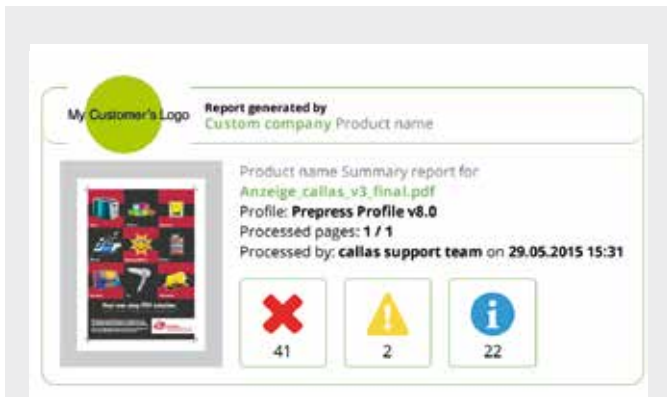 My Customer's Logo
Report generated by
Custom company Product name
Product name Summary report for
Anzeige_callas_v3_final.pdf
Profile: Prepress Profile v8.0
Processed pages: 1 / 1
Processed by: callas support team on 29.05.2015 15:31
41
2
22